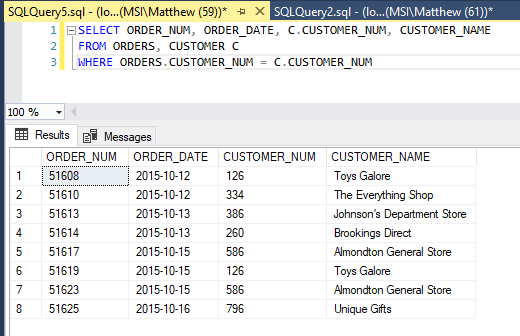 SQLQuery5.sql - (lo...(MSI\Matthew (59))* SQLQuery2.sql - (lo...(MSI\Matthew (61))*
1 SELECT ORDER_NUM, ORDER_DATE, C.CUSTOMER_NUM, CUSTOMER_NAME
2 FROM ORDERS, CUSTOMER C
3 WHERE ORDERS.CUSTOMER_NUM = C.CUSTOMER_NUM
100 %
Results Messages
ORDER_NUM ORDER_DATE CUSTOMER_NUM CUSTOMER_NAME
1 51608 2015-10-12 126 Toys Galore
2 51610 2015-10-12 334 The Everything Shop
3 51613 2015-10-13 386 Johnson's Department Store
4 51614 2015-10-13 260 Brookings Direct
5 51617 2015-10-15 586 Almondton General Store
6 51619 2015-10-15 126 Toys Galore
7 51623 2015-10-15 586 Almondton General Store
8 51625 2015-10-16 796 Unique Gifts